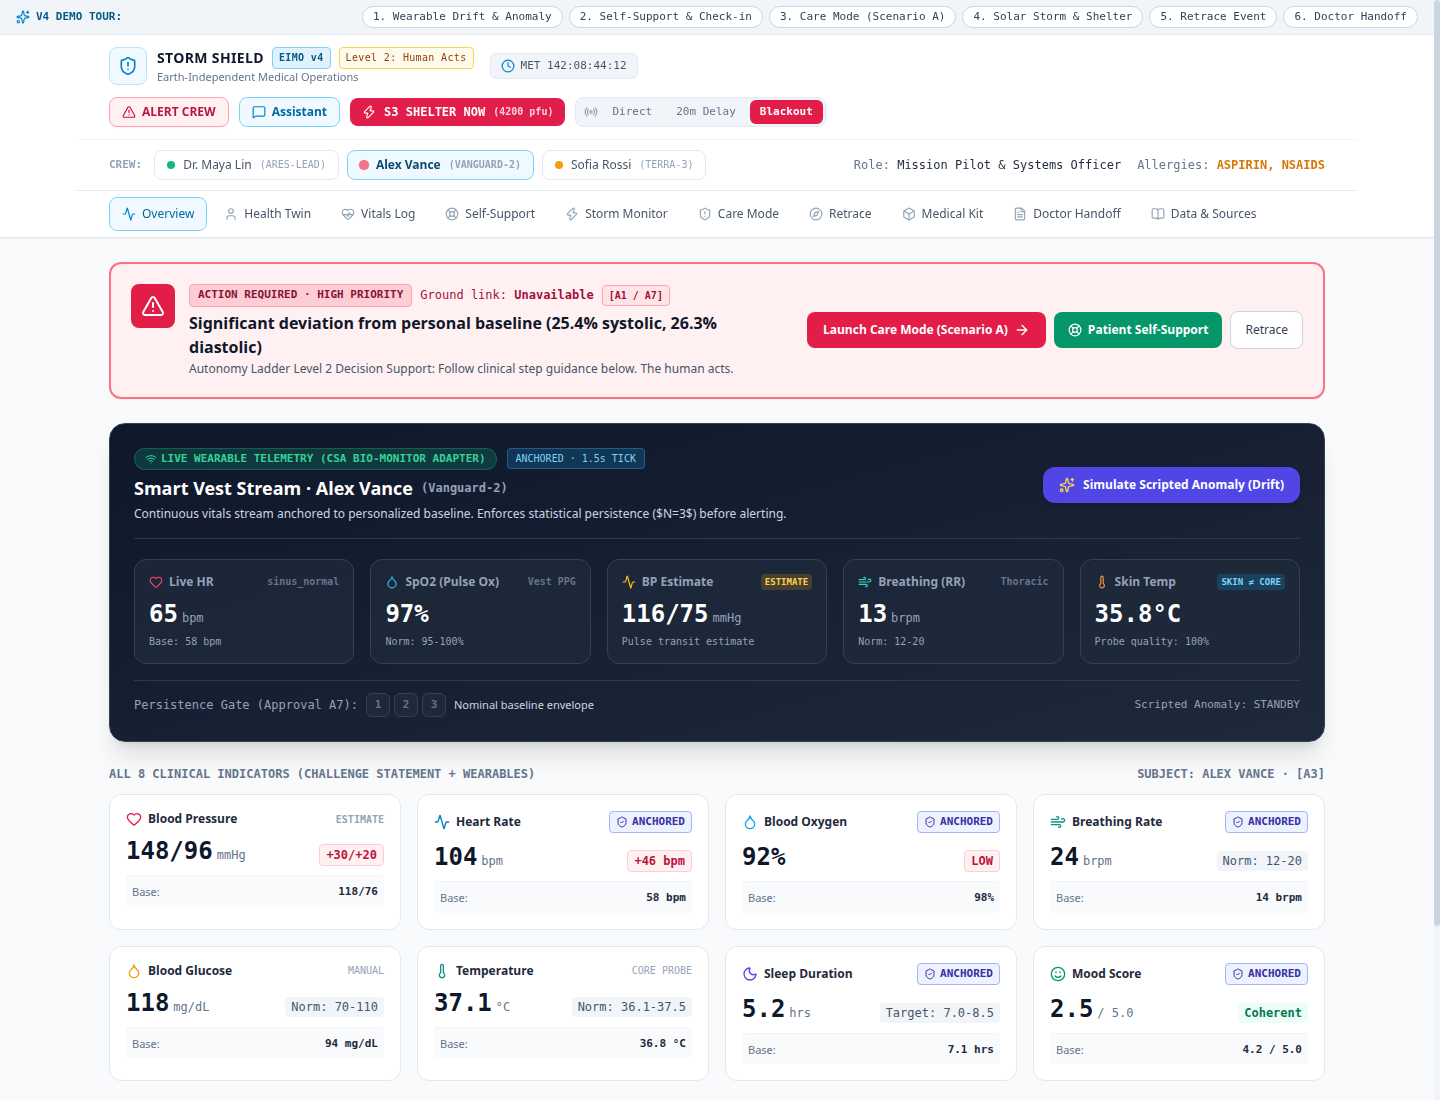 V4 DEMO TOUR:
1. Wearable Drift & Anomaly
2. Self-Support & Check-in
3. Care Mode (Scenario A)
4. Solar Storm & Shelter
5. Retrace Event
6. Doctor Handoff
STORM SHIELD EIMO v4 Level 2: Human Acts
Earth-Independent Medical Operations
MET 142:08:44:12
ALERT CREW
Assistant
S3 SHELTER NOW (4200 pfu)
Direct 20m Delay Blackout
CREW: Dr. Maya Lin (ARES-LEAD) Alex Vance (VANGUARD-2) Sofia Rossi (TERRA-3)
Role: Mission Pilot & Systems Officer Allergies: ASPIRIN, NSAIDS
Overview Health Twin Vitals Log Self-Support Storm Monitor Care Mode Retrace Medical Kit Doctor Handoff Data & Sources
ACTION REQUIRED · HIGH PRIORITY Ground link: Unavailable [A1 / A7]
Significant deviation from personal baseline (25.4% systolic, 26.3%
diastolic)
Autonomy Ladder Level 2 Decision Support: Follow clinical step guidance below. The human acts.
Launch Care Mode (Scenario A)
Patient Self-Support
Retrace
LIVE WEARABLE TELEMETRY (CSA BIO-MONITOR ADAPTER) ANCHORED · 1.5s TICK
Smart Vest Stream · Alex Vance (Vanguard-2)
Continuous vitals stream anchored to personalized baseline. Enforces statistical persistence ($N=3$) before alerting.
Simulate Scripted Anomaly (Drift)
Live HR sinus_normal
65 bpm
Base: 58 bpm
SpO2 (Pulse Ox) Vest PPG
97%
Norm: 95-100%
BP Estimate ESTIMATE
116/75 mmHg
Pulse transit estimate
Breathing (RR) Thoracic
13 brpm
Norm: 12-20
Skin Temp SKIN ≠ CORE
35.8°C
Probe quality: 100%
Persistence Gate (Approval A7): 1 2 3 Nominal baseline envelope
Scripted Anomaly: STANDBY
ALL 8 CLINICAL INDICATORS (CHALLENGE STATEMENT + WEARABLES)
SUBJECT: ALEX VANCE · [A3]
Blood Pressure ESTIMATE
148/96 mmHg +30/+20
Base: 118/76
Heart Rate ANCHORED
104 bpm +46 bpm
Base: 58 bpm
Blood Oxygen ANCHORED
92% LOW
Base: 98%
Breathing Rate ANCHORED
24 brpm Norm: 12-20
Base: 14 brpm
Blood Glucose MANUAL
118 mg/dL Norm: 70-110
Base: 94 mg/dL
Temperature CORE PROBE
37.1 °C Norm: 36.1-37.5
Base: 36.8 °C
Sleep Duration ANCHORED
5.2 hrs Target: 7.0-8.5
Base: 7.1 hrs
Mood Score ANCHORED
2.5 / 5.0 Coherent
Base: 4.2 / 5.0